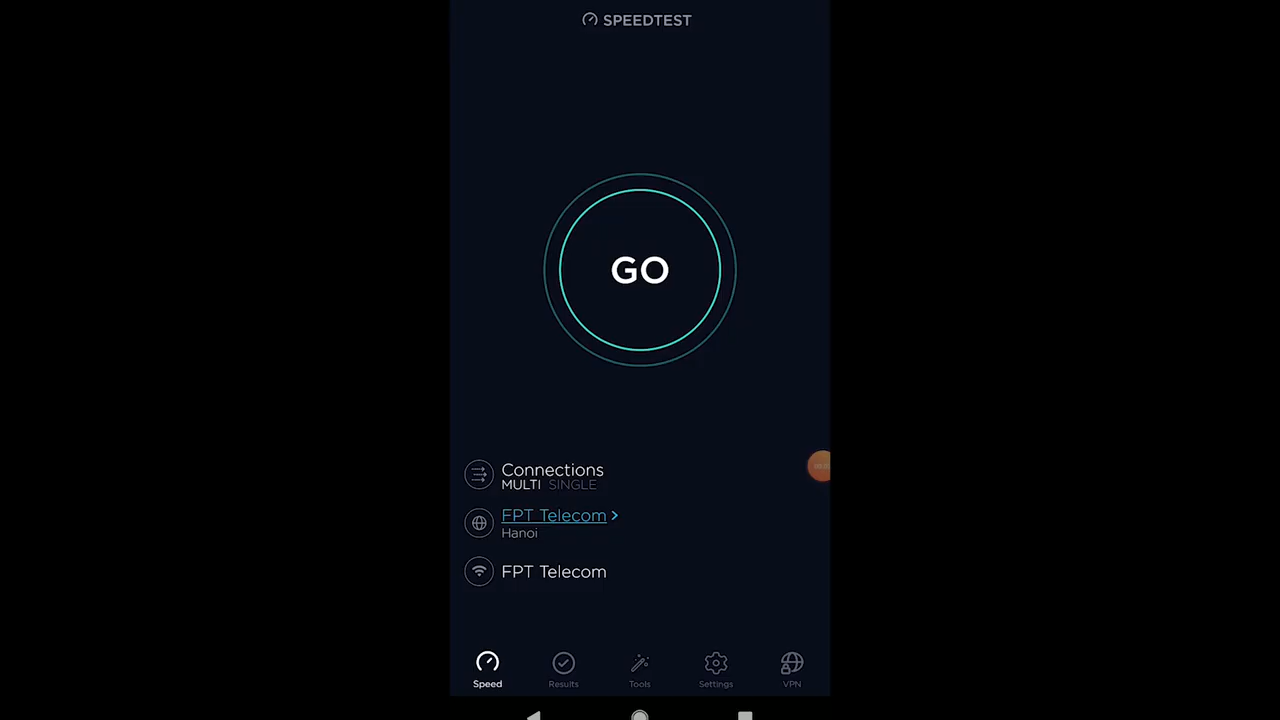 SPEEDTEST
GO
Connections
MULTI SINGLE
FPT Telecom >
Hanoi
FPT Telecom
Speed Results Tools Settings VPN